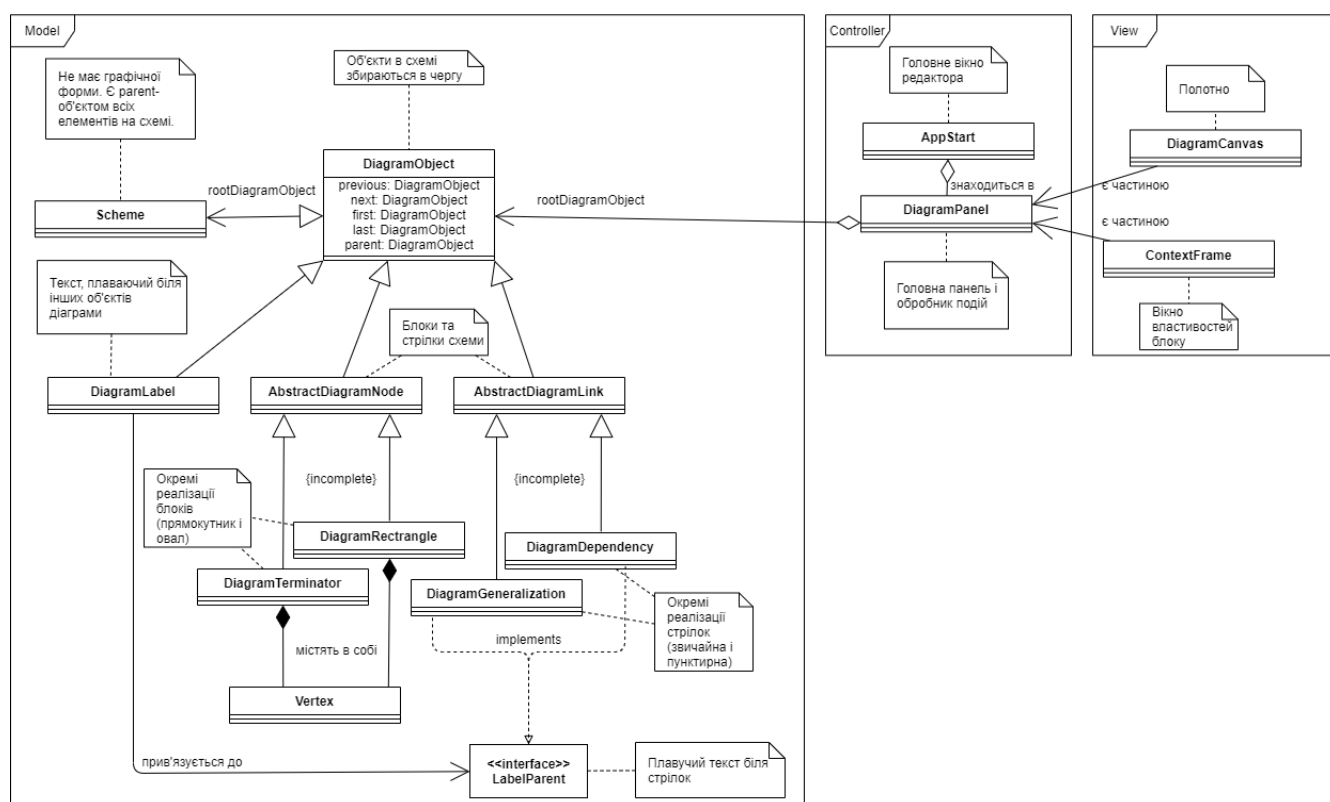 Model
Не має графічної
форми. Є parent-
об'єктом всіх
елементів на схемі.
Об'єкти в схемі
збираються в чергу
DiagramObject
previous: DiagramObject
next: DiagramObject
first: DiagramObject
last: DiagramObject
parent: DiagramObject
rootDiagramObject
Scheme
rootDiagramObject
Текст, плаваючий біля
інших об'єктів
діаграми
Блоки та
стрілки схеми
DiagramLabel
AbstractDiagramNode
AbstractDiagramLink
{incomplete}
{incomplete}
Окремі
реалізації
блоків
(прямокутник і
овал)
DiagramRectrangle
DiagramDependency
DiagramTerminator
DiagramGeneralization
Окремі
реалізації
стрілок
(звичайна і
пунктирна)
implements
містять в собі
Vertex
прив'язується до
<<interface>>
LabelParent
Плавучий текст біля
стрілок
Controller
Головне вікно
редактора
AppStart
знаходиться в
DiagramPanel
Головна панель і
обробник подій
View
Полотно
DiagramCanvas
є частиною
є частиною
ContextFrame
Вікно
властивостей
блоку